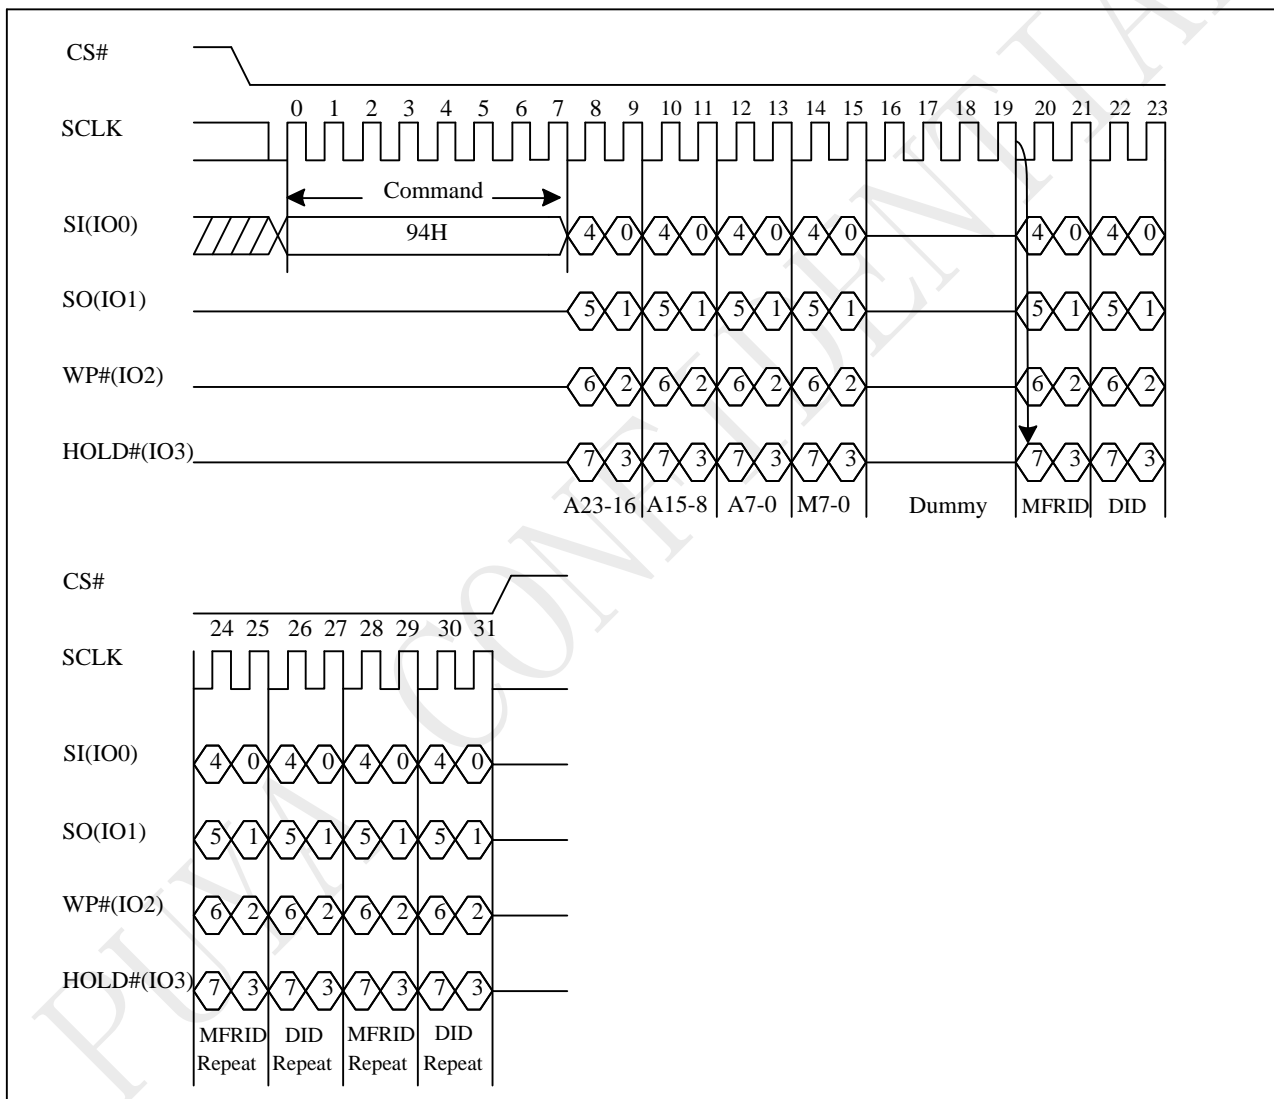 CS#
0 1 2 3 4 5 6 7 8 9 10 11 12 13 14 15 16 17 18 19 20 21 22 23
SCLK
Command
SI(IO0) 94H 4 0 4 0 4 0 4 0 4 0 4 0
SO(IO1) 5 1 5 1 5 1 5 1 5 1 5 1
WP#(IO2) 6 2 6 2 6 2 6 2 6 2 6 2
HOLD#(IO3) 7 3 7 3 7 3 7 3 7 3 7 3
A23-16 A15-8 A7-0 M7-0 Dummy MFRID DID
CS#
24 25 26 27 28 29 30 31
SCLK
SI(IO0) 4 0 4 0 4 0 4 0
SO(IO1) 5 1 5 1 5 1 5 1
WP#(IO2) 6 2 6 2 6 2 6 2
HOLD#(IO3) 7 3 7 3 7 3 7 3
MFRID DID MFRID DID
Repeat Repeat Repeat Repeat
PUYA CONFIDENTIAL